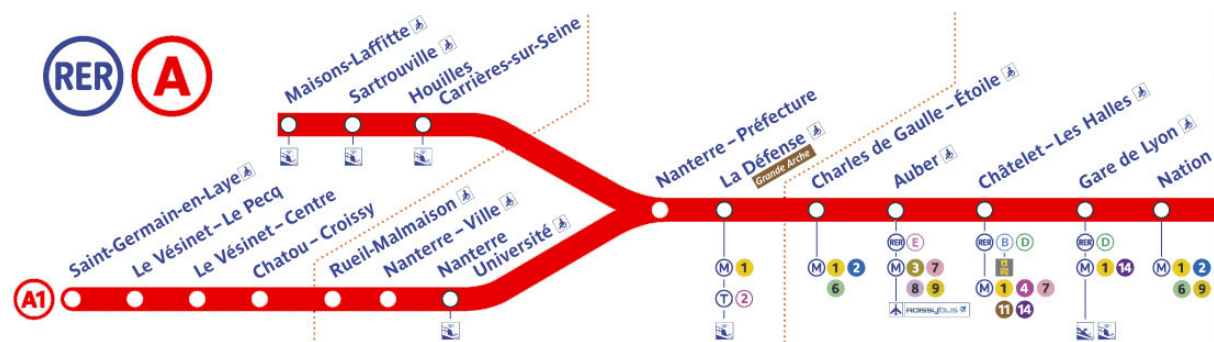 RER A
Maisons-Laffitte
Sartrouville
Houilles
Carrières-sur-Seine
Saint-Germain-en-Laye
Le Vésinet – Le Pecq
Le Vésinet – Centre
Chatou – Croissy
Rueil-Malmaison
Nanterre – Ville
Nanterre
Université
Nanterre – Préfecture
La Défense
Grande Arche
Charles de Gaulle – Étoile
Auber
Châtelet – Les Halles
Gare de Lyon
Nation
A1
M 1
T 2
M 1 2
6
RER E
M 3 7
8 9
ROISSYBUS
RER B D
M 1 4 7
11 14
RER D
M 1 14
M 1 2
6 9